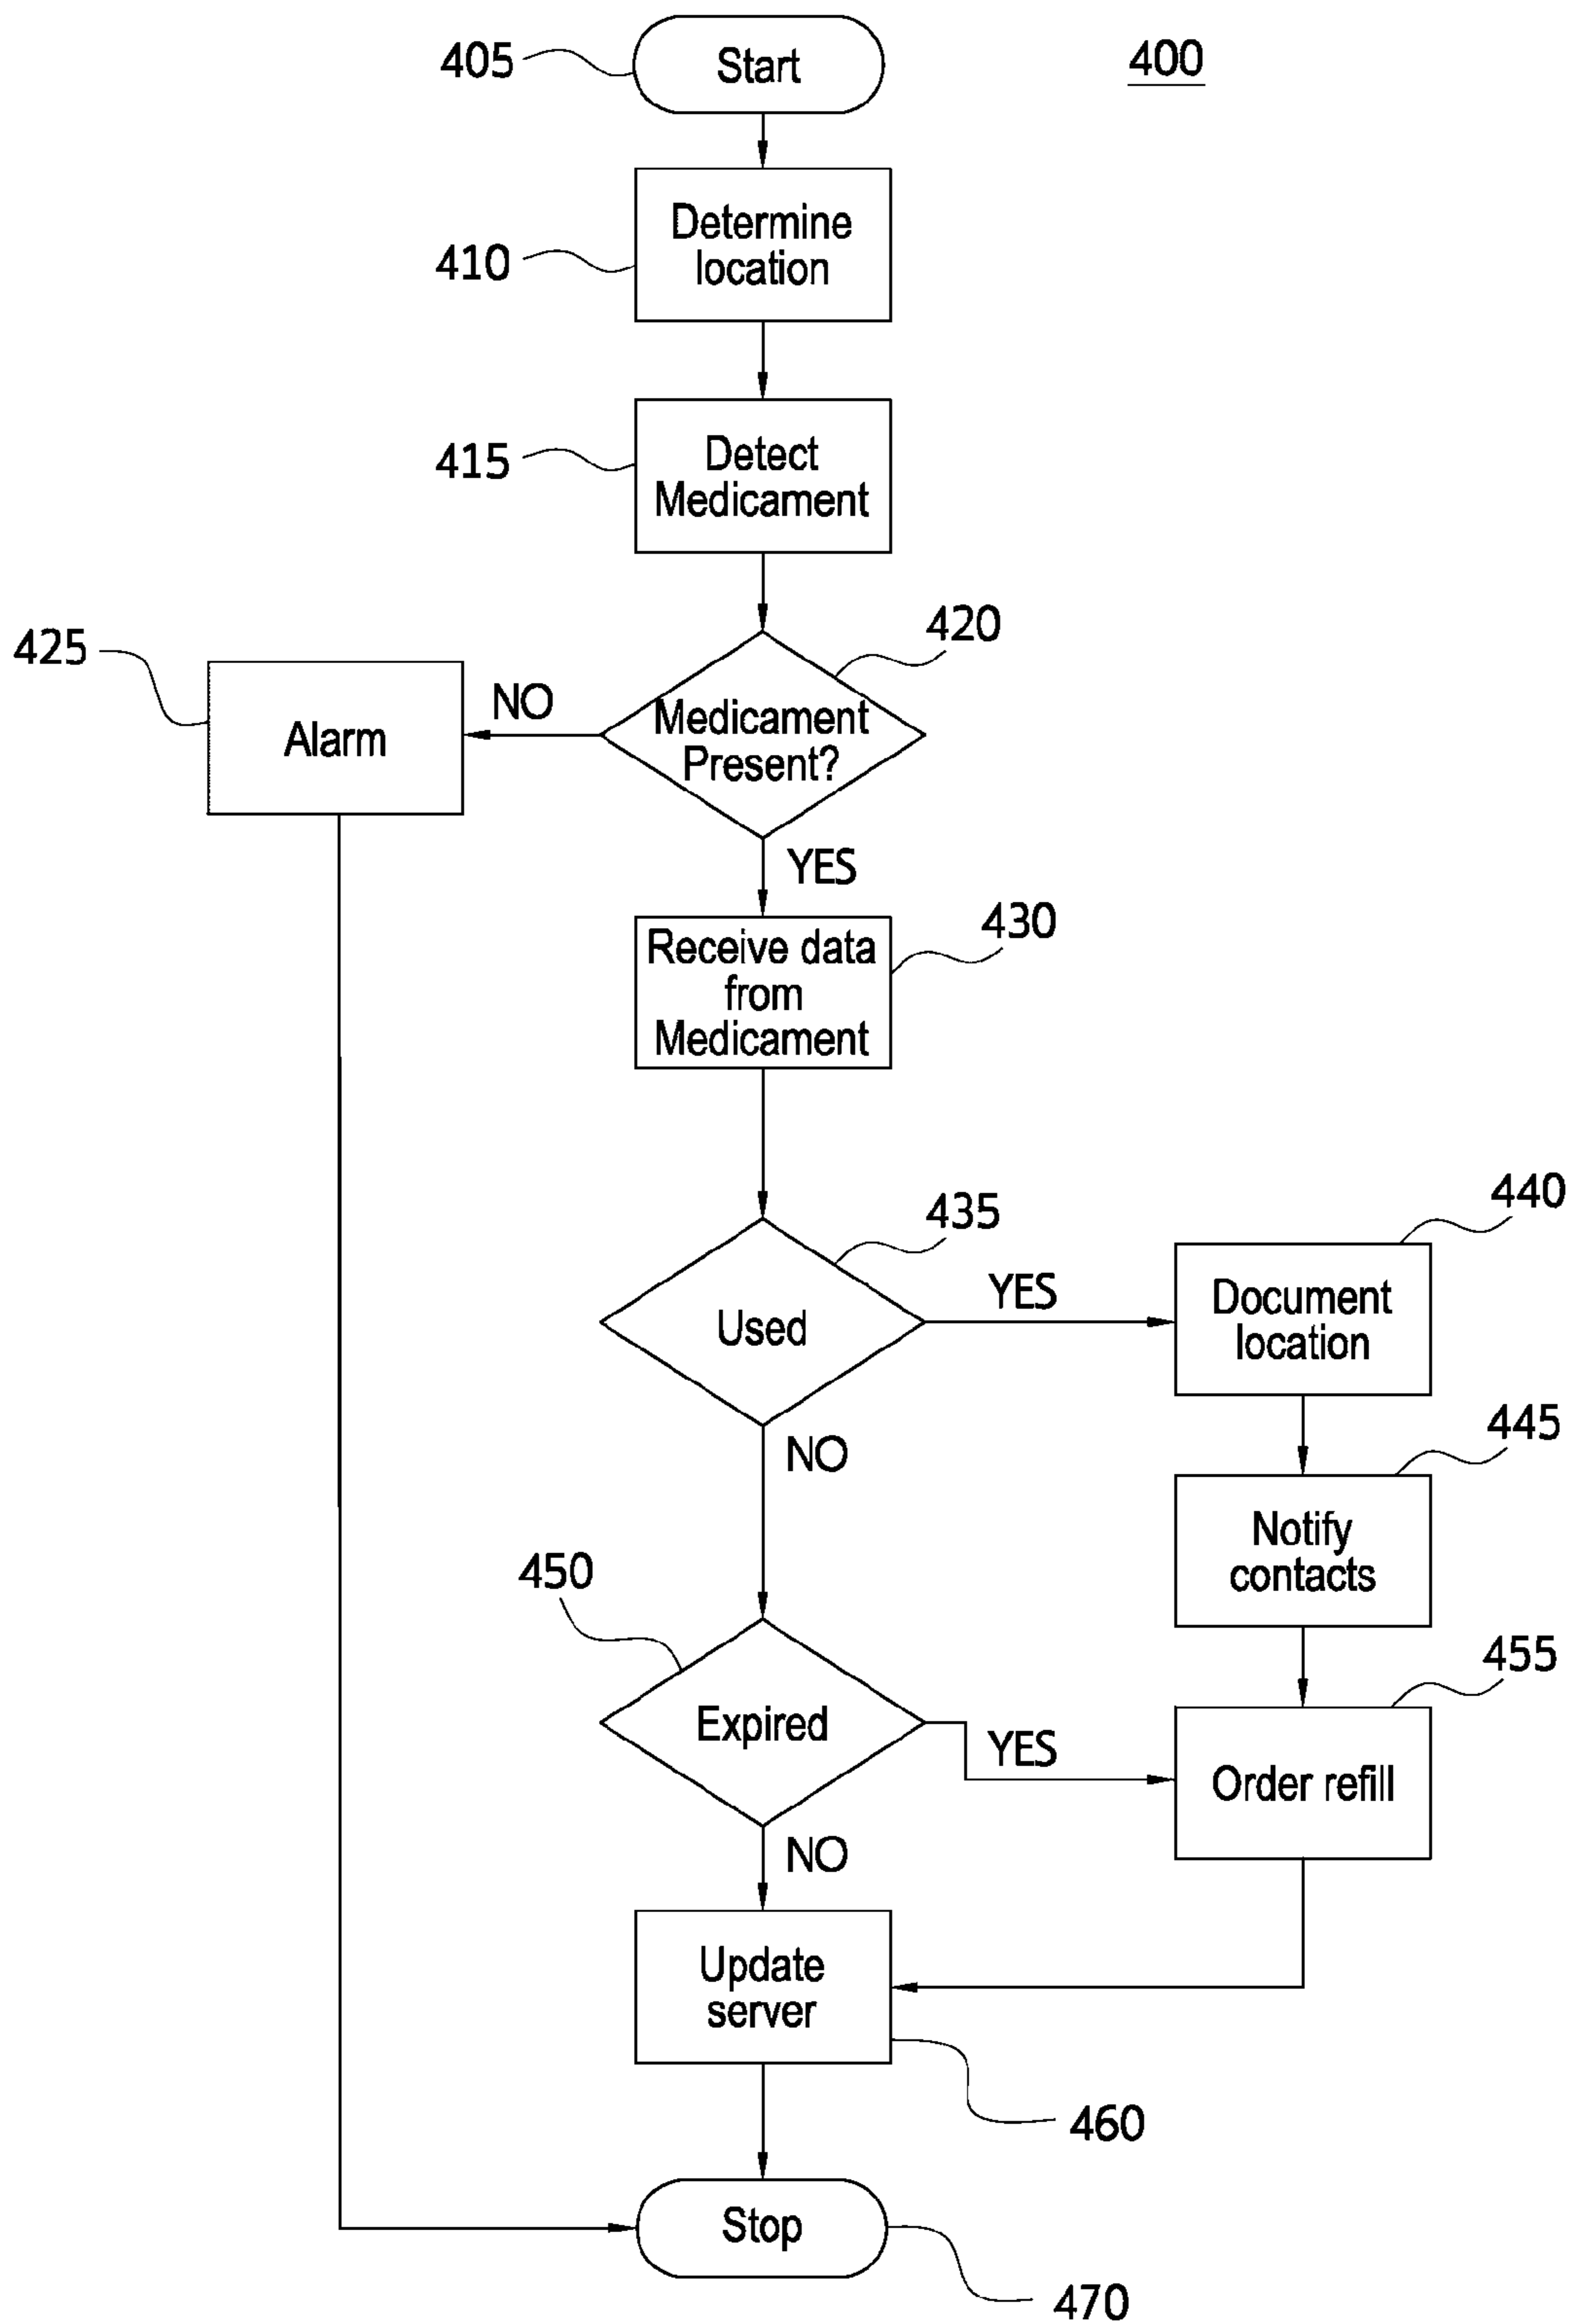 405
Start
400
410
Determine
location
415
Detect
Medicament
420
425
Alarm
NO
Medicament
Present?
YES
430
Receive data
from
Medicament
435
Used
YES
440
Document
location
NO
445
Notify
contacts
450
Expired
YES
455
Order refill
NO
Update
server
460
Stop
470